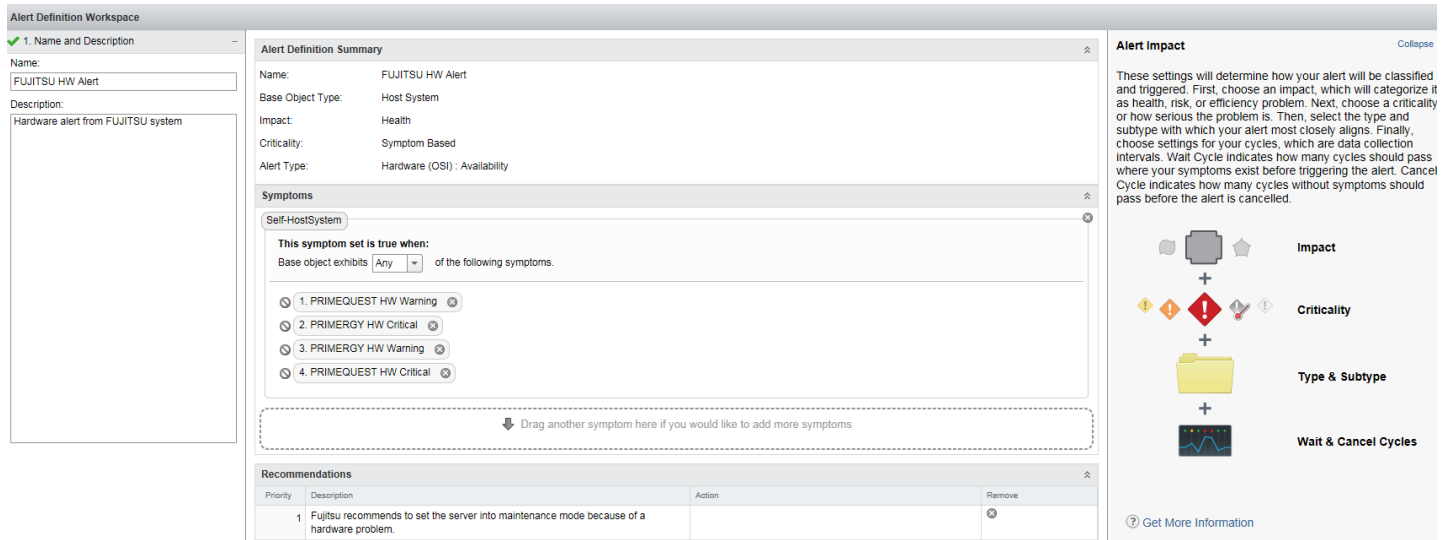 Alert Definition Workspace
1. Name and Description
Name:
FUJITSU HW Alert
Description:
Hardware alert from FUJITSU system
Alert Definition Summary
Name: FUJITSU HW Alert
Base Object Type: Host System
Impact: Health
Criticality: Symptom Based
Alert Type: Hardware (OSI) : Availability
Symptoms
Self-HostSystem
This symptom set is true when:
Base object exhibits Any of the following symptoms.
1. PRIMEQUEST HW Warning
2. PRIMERGY HW Critical
3. PRIMERGY HW Warning
4. PRIMEQUEST HW Critical
Drag another symptom here if you would like to add more symptoms
Recommendations
Priority Description Action Remove
1 Fujitsu recommends to set the server into maintenance mode because of a
hardware problem.
Alert Impact Collapse
These settings will determine how your alert will be classified
and triggered. First, choose an impact, which will categorize it
as health, risk, or efficiency problem. Next, choose a criticality
or how serious the problem is. Then, select the type and
subtype with which your alert most closely aligns. Finally,
choose settings for your cycles, which are data collection
intervals. Wait Cycle indicates how many cycles should pass
where your symptoms exist before triggering the alert. Cancel
Cycle indicates how many cycles without symptoms should
pass before the alert is cancelled.
Impact
Criticality
Type & Subtype
Wait & Cancel Cycles
Get More Information